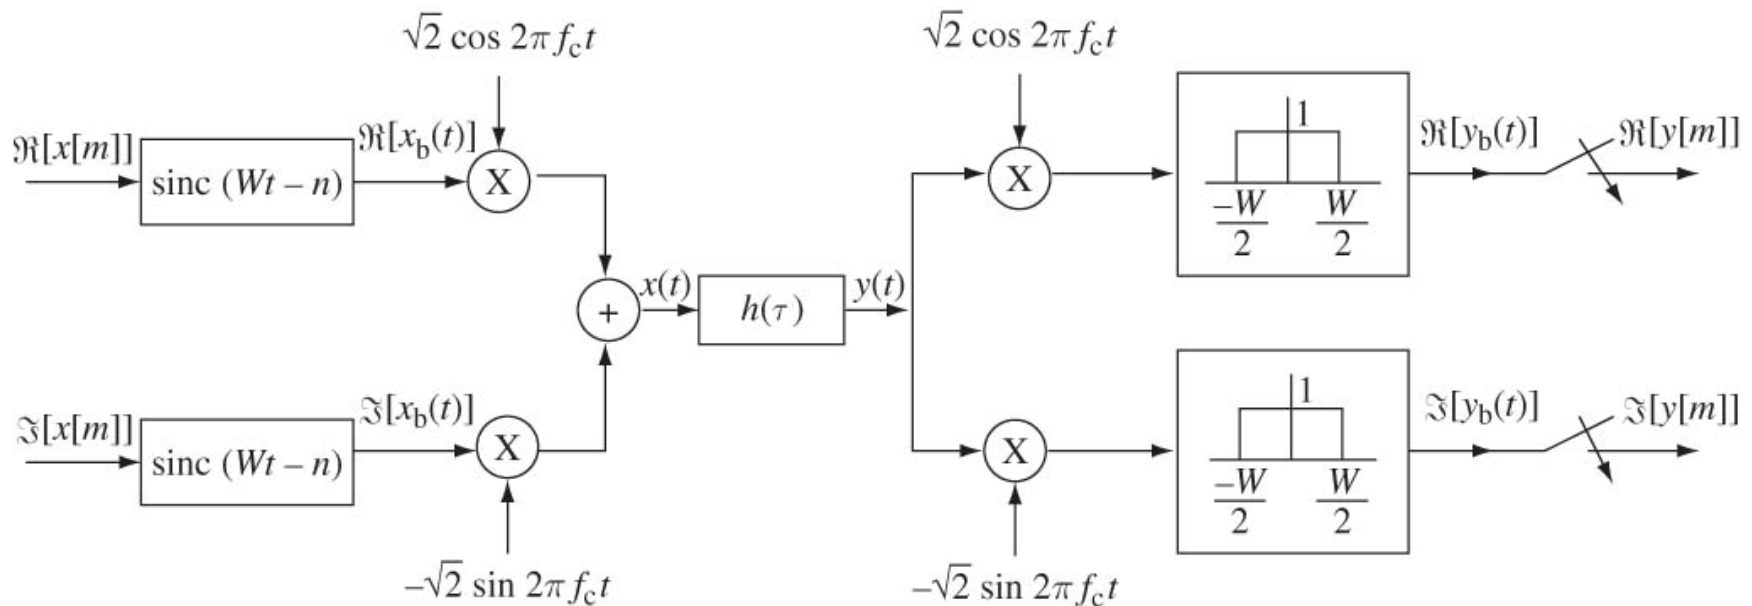 √2 cos 2πf_c t
√2 cos 2πf_c t
ℜ[x[m]]
sinc (Wt – n)
ℜ[x_b(t)]
X
X
1
–W/2
W/2
ℜ[y_b(t)]
ℜ[y[m]]
+
x(t)
h(τ)
y(t)
ℑ[x[m]]
sinc (Wt – n)
ℑ[x_b(t)]
X
X
1
–W/2
W/2
ℑ[y_b(t)]
ℑ[y[m]]
–√2 sin 2πf_c t
–√2 sin 2πf_c t